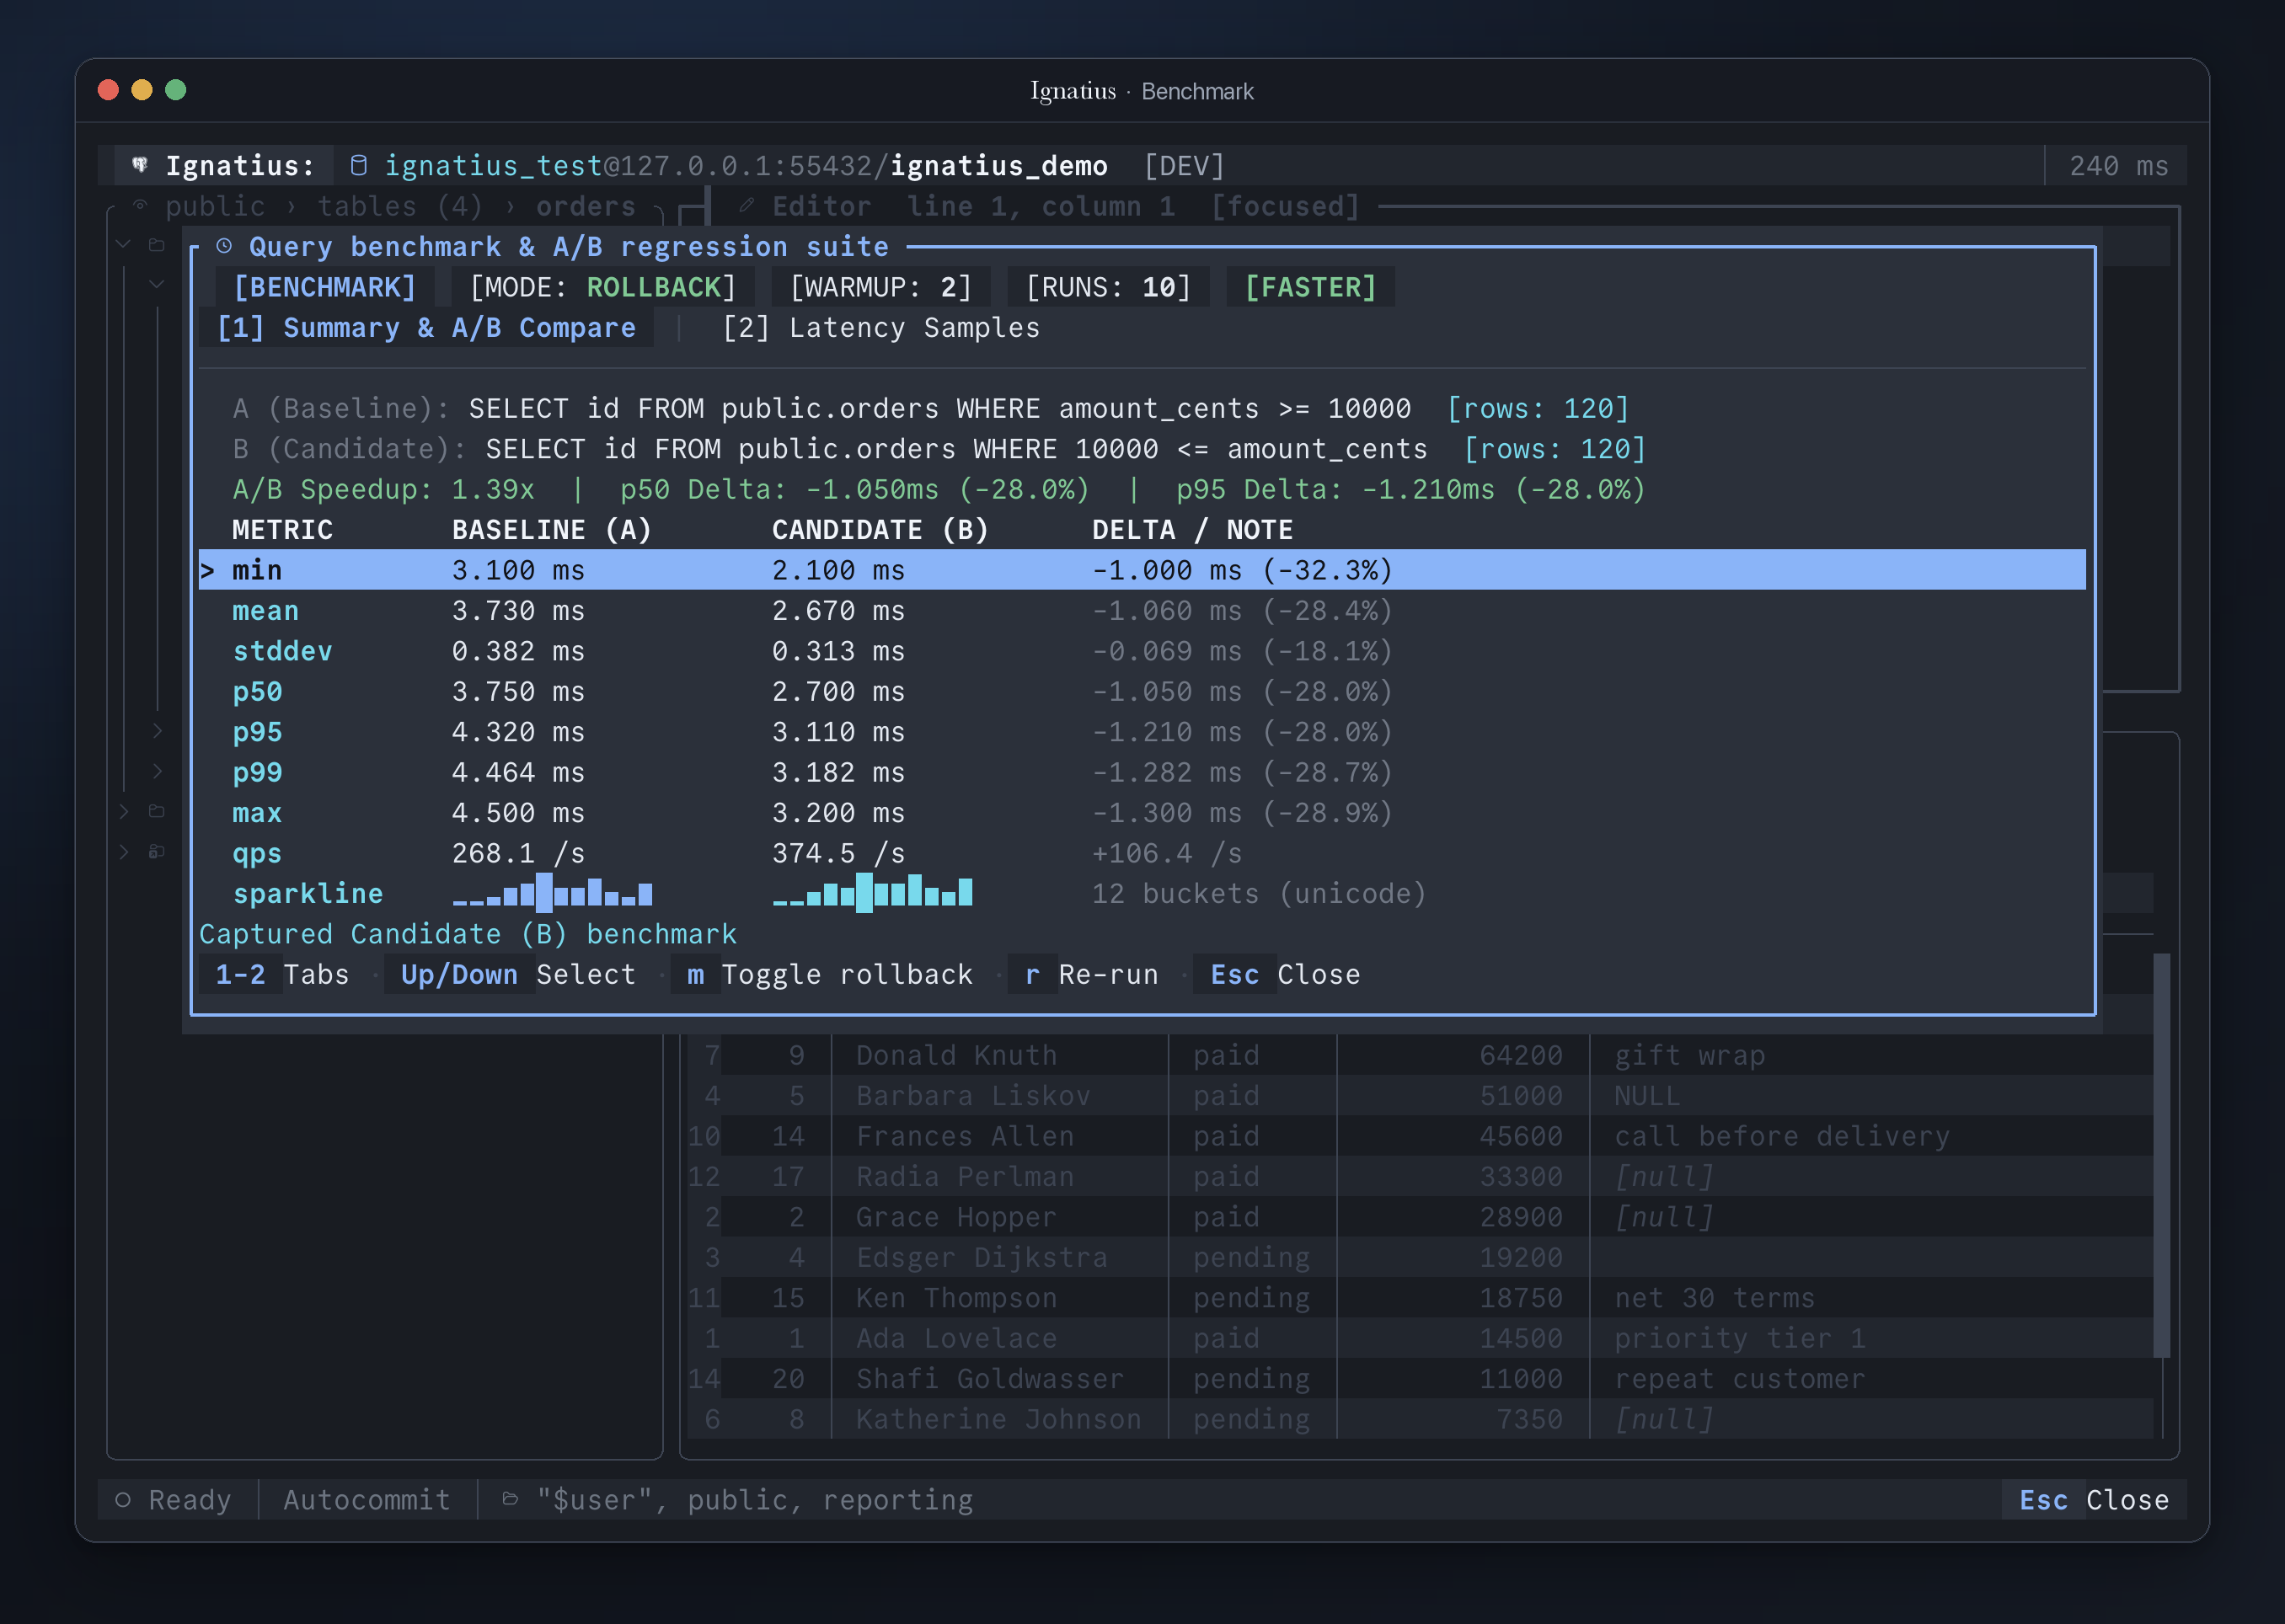 Ignatius · Benchmark
Ignatius: ignatius_test@127.0.0.1:55432/ignatius_demo [DEV] 240 ms
public › tables (4) › orders
Editor line 1, column 1 [focused]
Query benchmark & A/B regression suite
[BENCHMARK] [MODE: ROLLBACK] [WARMUP: 2] [RUNS: 10] [FASTER]
[1] Summary & A/B Compare | [2] Latency Samples
A (Baseline): SELECT id FROM public.orders WHERE amount_cents >= 10000 [rows: 120]
B (Candidate): SELECT id FROM public.orders WHERE 10000 <= amount_cents [rows: 120]
A/B Speedup: 1.39x | p50 Delta: -1.050ms (-28.0%) | p95 Delta: -1.210ms (-28.0%)
METRIC BASELINE (A) CANDIDATE (B) DELTA / NOTE
> min 3.100 ms 2.100 ms -1.000 ms (-32.3%)
mean 3.730 ms 2.670 ms -1.060 ms (-28.4%)
stddev 0.382 ms 0.313 ms -0.069 ms (-18.1%)
p50 3.750 ms 2.700 ms -1.050 ms (-28.0%)
p95 4.320 ms 3.110 ms -1.210 ms (-28.0%)
p99 4.464 ms 3.182 ms -1.282 ms (-28.7%)
max 4.500 ms 3.200 ms -1.300 ms (-28.9%)
qps 268.1 /s 374.5 /s +106.4 /s
sparkline 12 buckets (unicode)
Captured Candidate (B) benchmark
1-2 Tabs · Up/Down Select · m Toggle rollback · r Re-run · Esc Close
7 9 Donald Knuth paid 64200 gift wrap
4 5 Barbara Liskov paid 51000 NULL
10 14 Frances Allen paid 45600 call before delivery
12 17 Radia Perlman paid 33300 [null]
2 2 Grace Hopper paid 28900 [null]
3 4 Edsger Dijkstra pending 19200
11 15 Ken Thompson pending 18750 net 30 terms
1 1 Ada Lovelace paid 14500 priority tier 1
14 20 Shafi Goldwasser pending 11000 repeat customer
6 8 Katherine Johnson pending 7350 [null]
Ready Autocommit "$user", public, reporting Esc Close